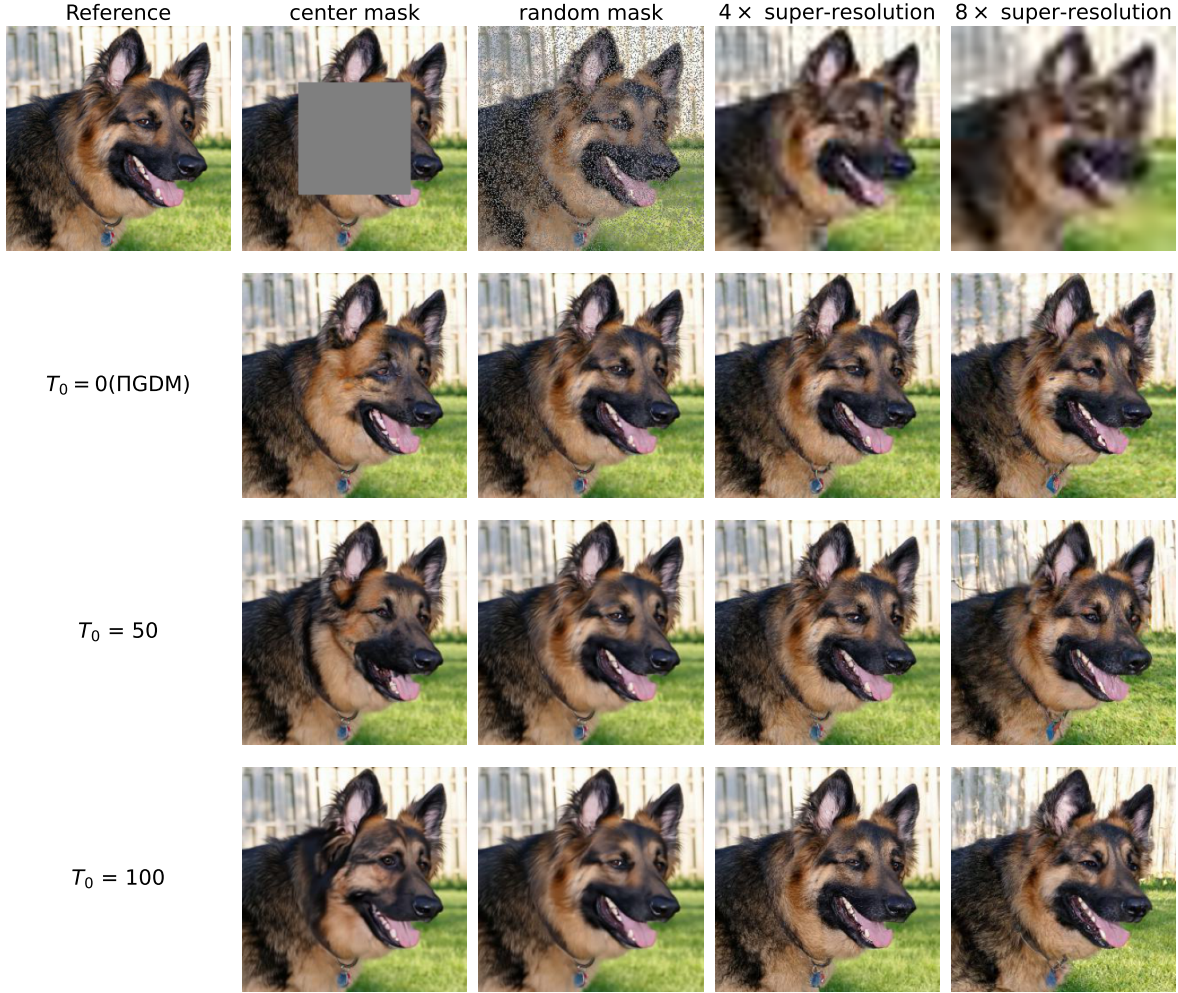 Reference
center mask
random mask
4 × super-resolution
8 × super-resolution
T₀ = 0(ΠGDM)
T₀ = 50
T₀ = 100